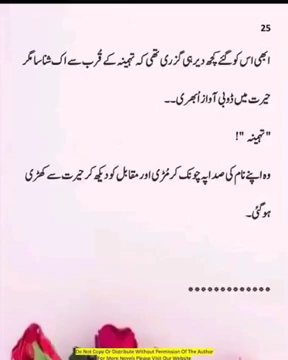 25
ابھی اس کو گئے کچھ دیر ہی گزری تھی کہ تہینہ کے قُرب سے اک شناسا مگر
حیرت میں ڈوبی آواز اُبھری۔۔
"تہینہ "!
وہ اپنے نام کی صدا پہ چونک کر مُڑی اور مقابل کو دیکھ کر حیرت سے کھڑی
ہو گئی۔
*************
Do Not Copy Or Distribute Without Permission Of The Author
For More Novels Please Visit Our Website